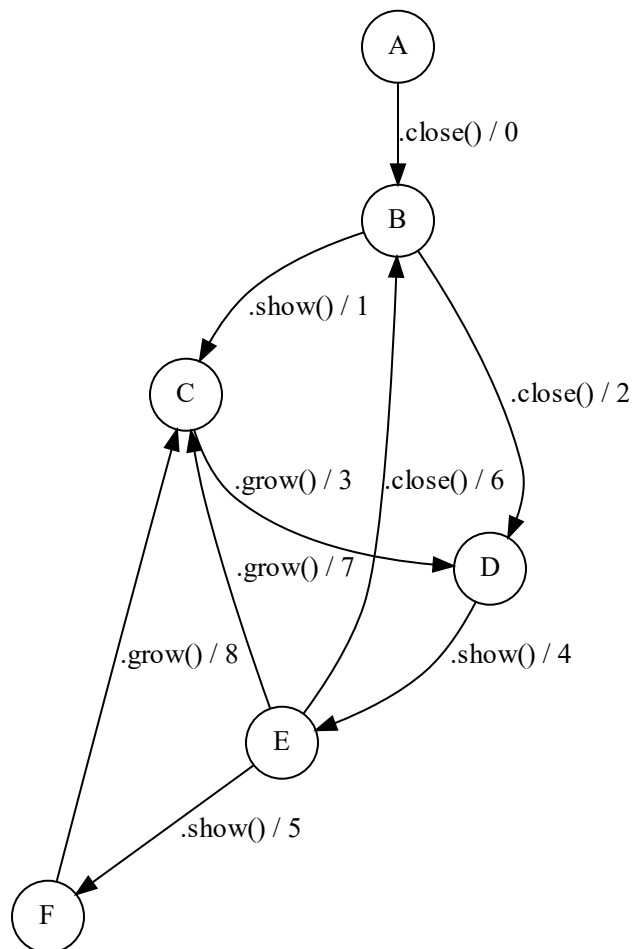 A
.close() / 0
B
.show() / 1
C
.close() / 2
.grow() / 3
.close() / 6
.grow() / 7
D
.grow() / 8
.show() / 4
E
.show() / 5
F